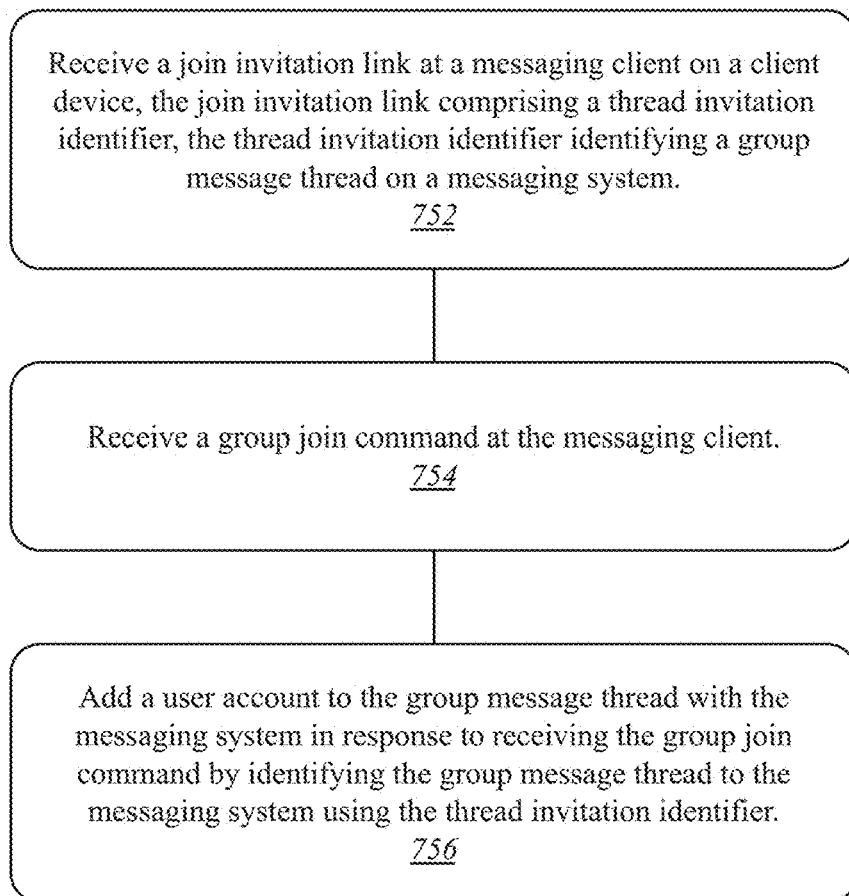 Receive a join invitation link at a messaging client on a client
device, the join invitation link comprising a thread invitation
identifier, the thread invitation identifier identifying a group
message thread on a messaging system.
752
Receive a group join command at the messaging client.
754
Add a user account to the group message thread with the
messaging system in response to receiving the group join
command by identifying the group message thread to the
messaging system using the thread invitation identifier.
756